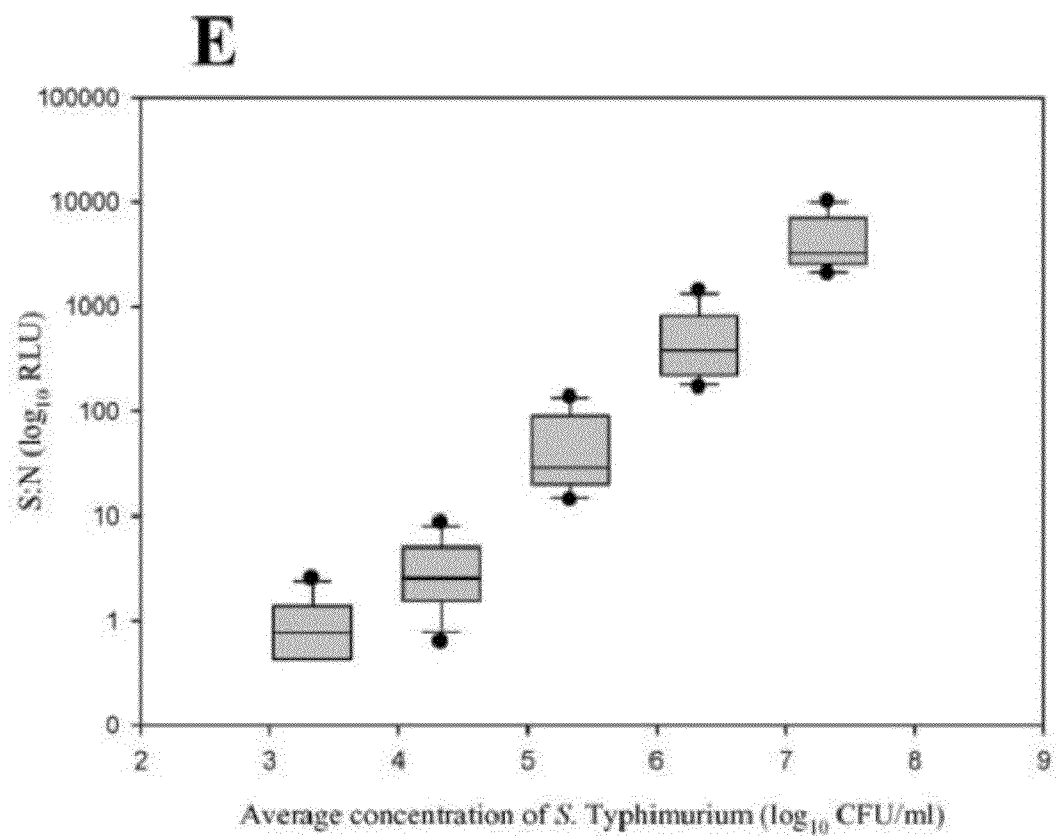 E
100000
10000
1000
100
10
1
0
S:N (log10 RLU)
2 3 4 5 6 7 8 9
Average concentration of S. Typhimurium (log10 CFU/ml)